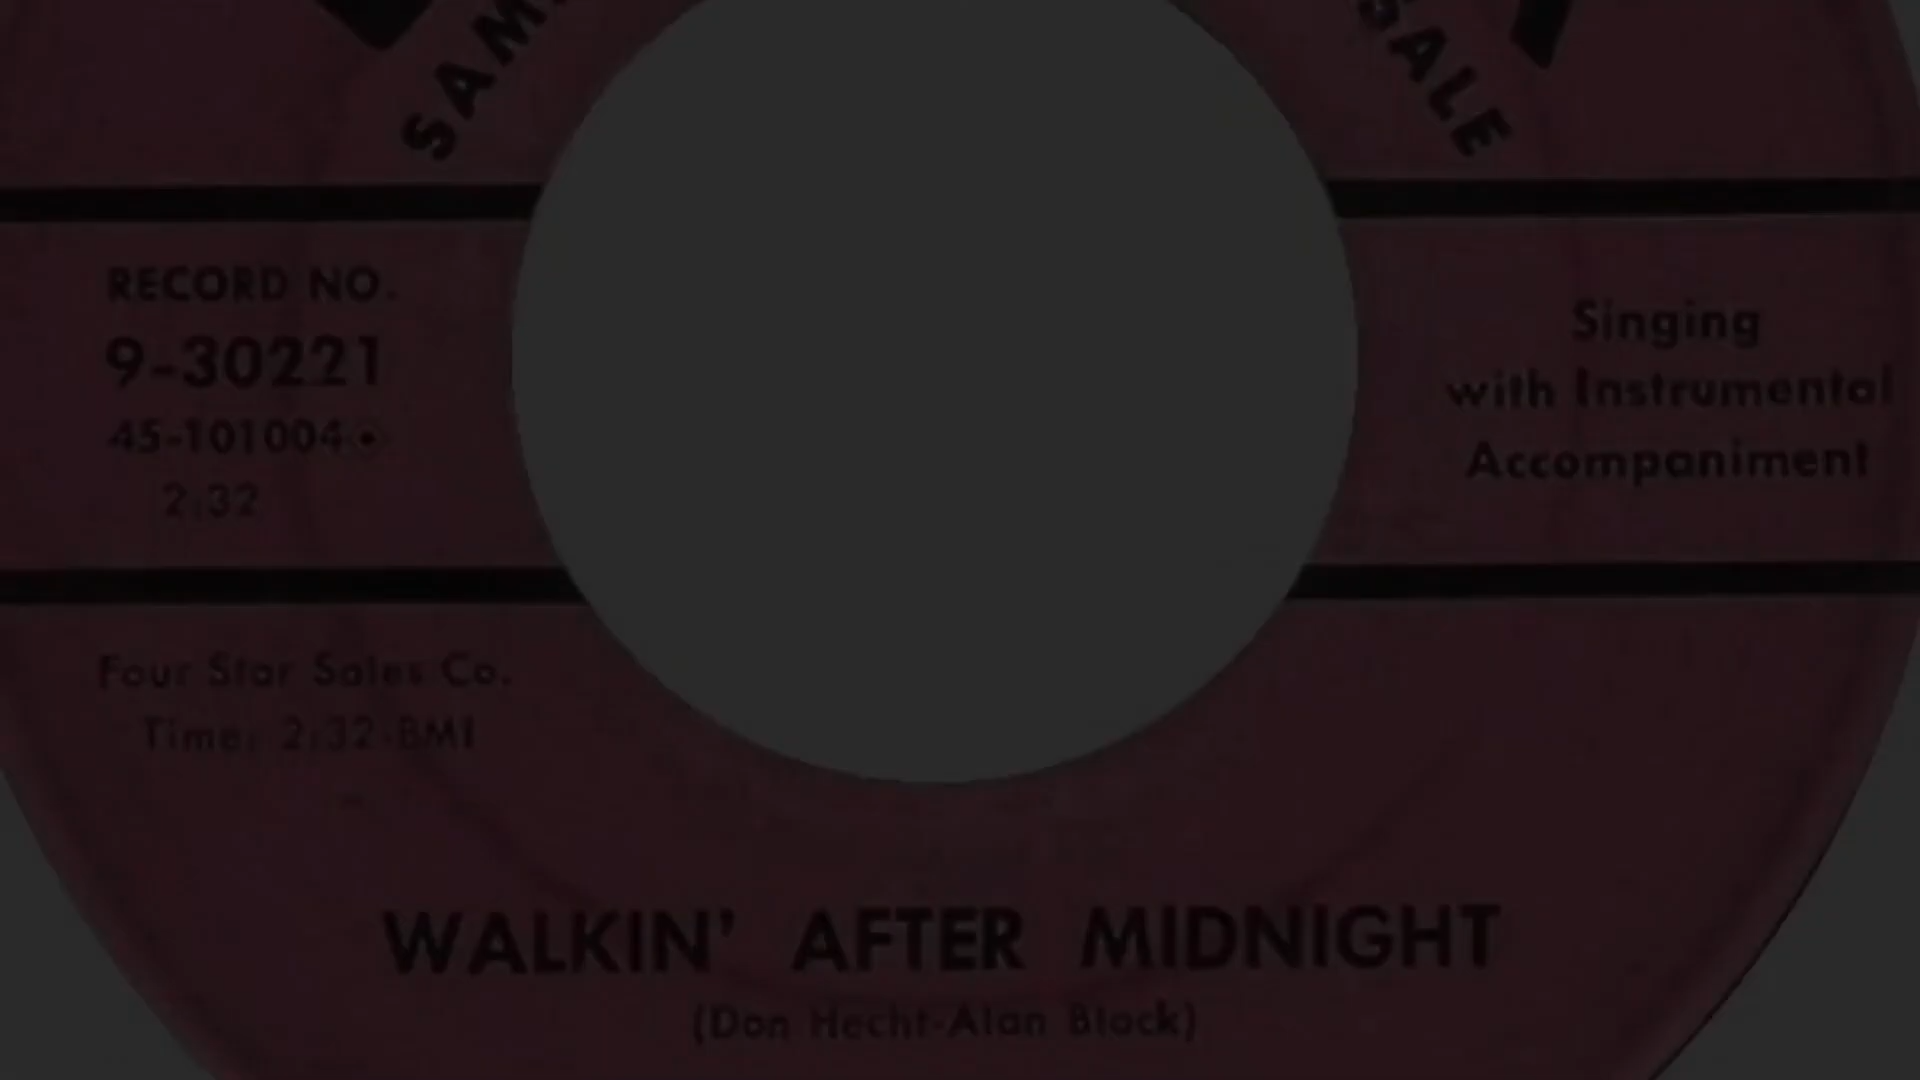 SAM
SALE
RECORD NO.
9-30221
45-101004
2:32
Singing
with Instrumental
Accompaniment
Four Star Sales Co.
Time: 2:32-BMI
WALKIN' AFTER MIDNIGHT
(Don Hecht-Alan Block)